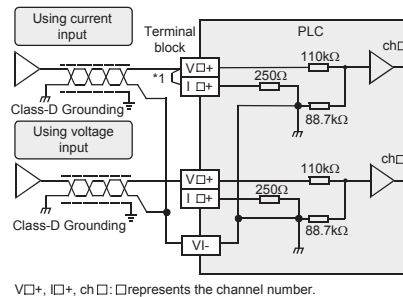 Using current
input
Terminal
block
PLC
*1
V□+
I □+
110kΩ
250Ω
88.7kΩ
ch□
Class-D Grounding
Using voltage
input
V□+
I □+
110kΩ
250Ω
88.7kΩ
ch□
Class-D Grounding
VI-
V□+, I□+, ch □: □represents the channel number.